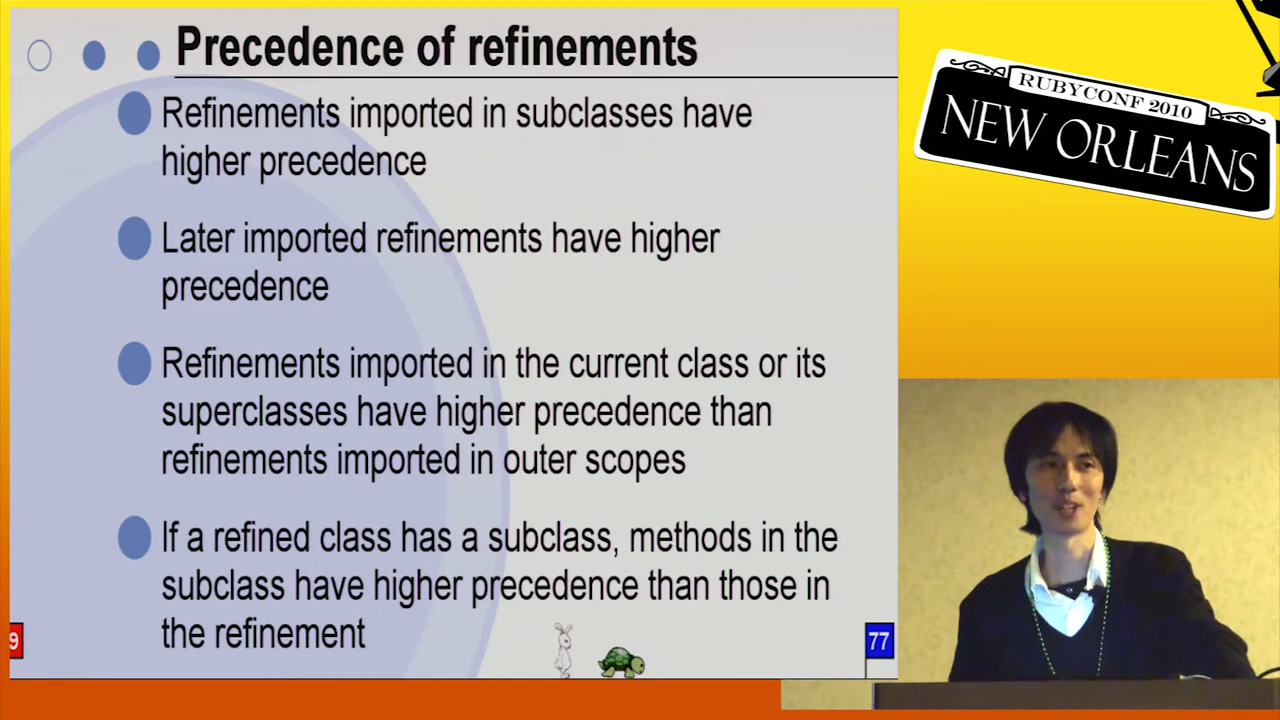 Precedence of refinements
Refinements imported in subclasses have
higher precedence
Later imported refinements have higher
precedence
Refinements imported in the current class or its
superclasses have higher precedence than
refinements imported in outer scopes
If a refined class has a subclass, methods in the
subclass have higher precedence than those in
the refinement
9
77
RUBYCONF 2010
NEW ORLEANS